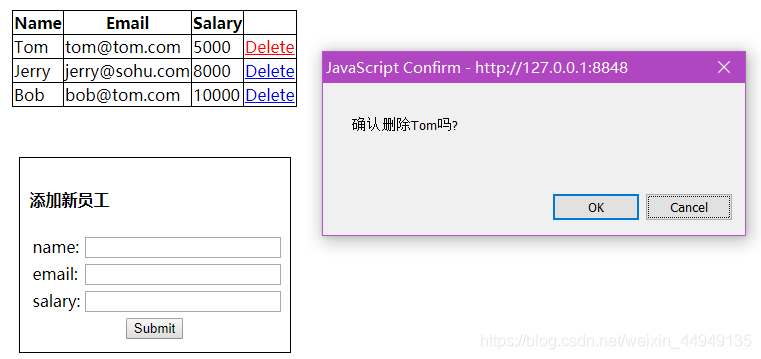 Name Email Salary
Tom tom@tom.com 5000 Delete
Jerry jerry@sohu.com 8000 Delete
Bob bob@tom.com 10000 Delete
添加新员工
name:
email:
salary:
Submit
JavaScript Confirm - http://127.0.0.1:8848
确认删除Tom吗?
OK Cancel
https://blog.csdn.net/weixin_44949135